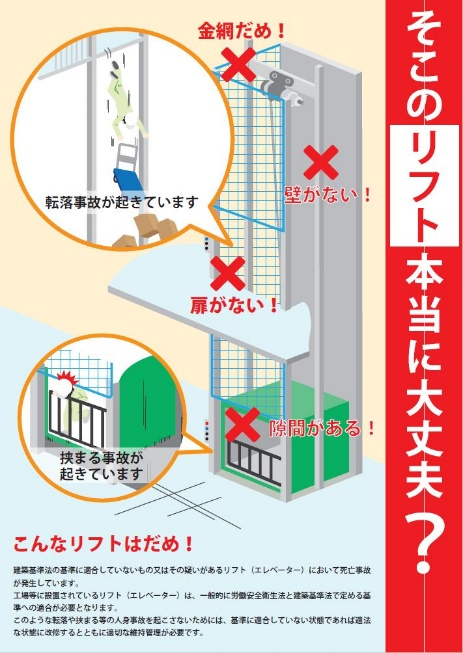 そこのリフト本当に大丈夫？
金網だめ！
壁がない！
転落事故が起きています
扉がない！
隙間がある！
挟まる事故が
起きています
こんなリフトはだめ！
建築基準法の基準に適合していないもの又はその疑いがあるリフト（エレベーター）において死亡事故
が発生しています。
工場等に設置されているリフト（エレベーター）は、一般的に労働安全衛生法と建築基準法で定める基
準への適合が必要となります。
このような転落や挟まる等の人身事故を起こさないためには、基準に適合していない状態であれば適法
な状態に改修するとともに適切な維持管理が必要です。